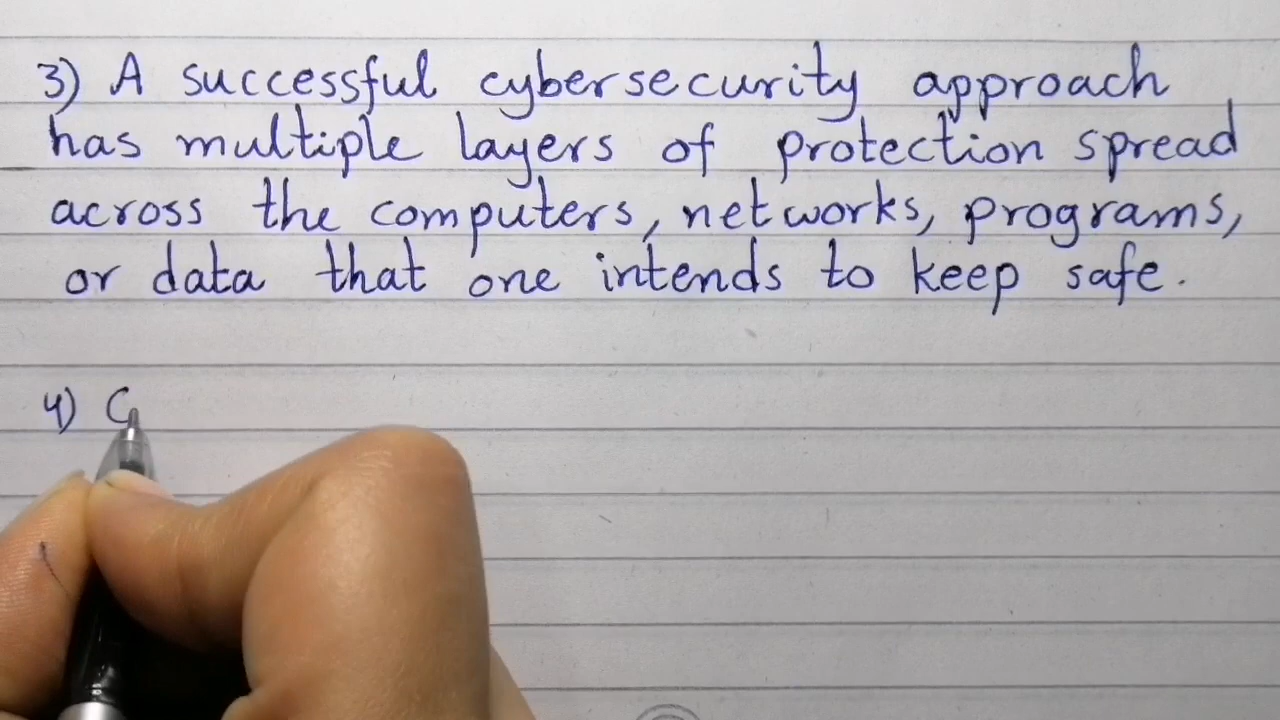 3) A successful cybersecurity approach
has multiple layers of protection spread
across the computers, networks, programs,
or data that one intends to keep safe.
4) C